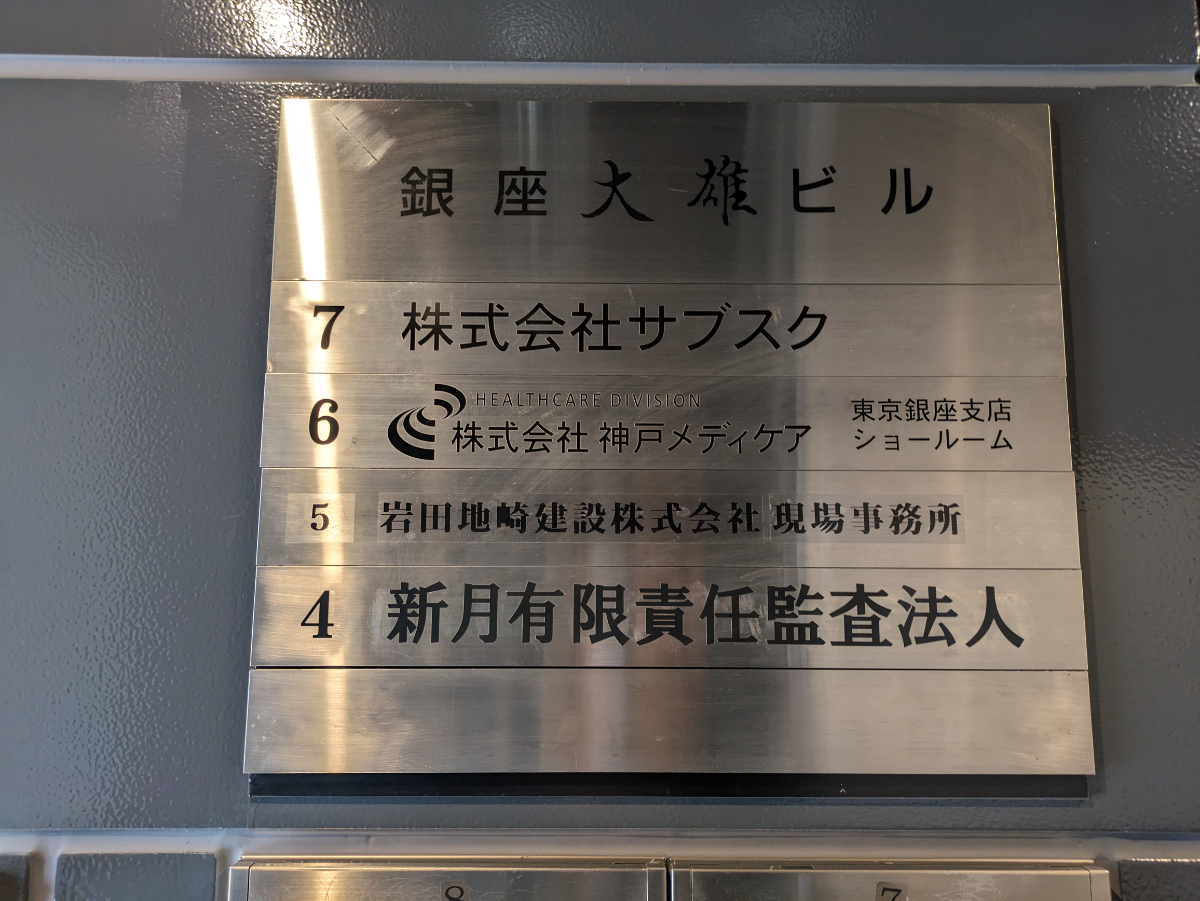 銀座大雄ビル
7 株式会社サブスク
6 HEALTHCARE DIVISION
株式会社 神戸メディケア
東京銀座支店
ショールーム
5 岩田地崎建設株式会社 現場事務所
4 新月有限責任監査法人
8 7